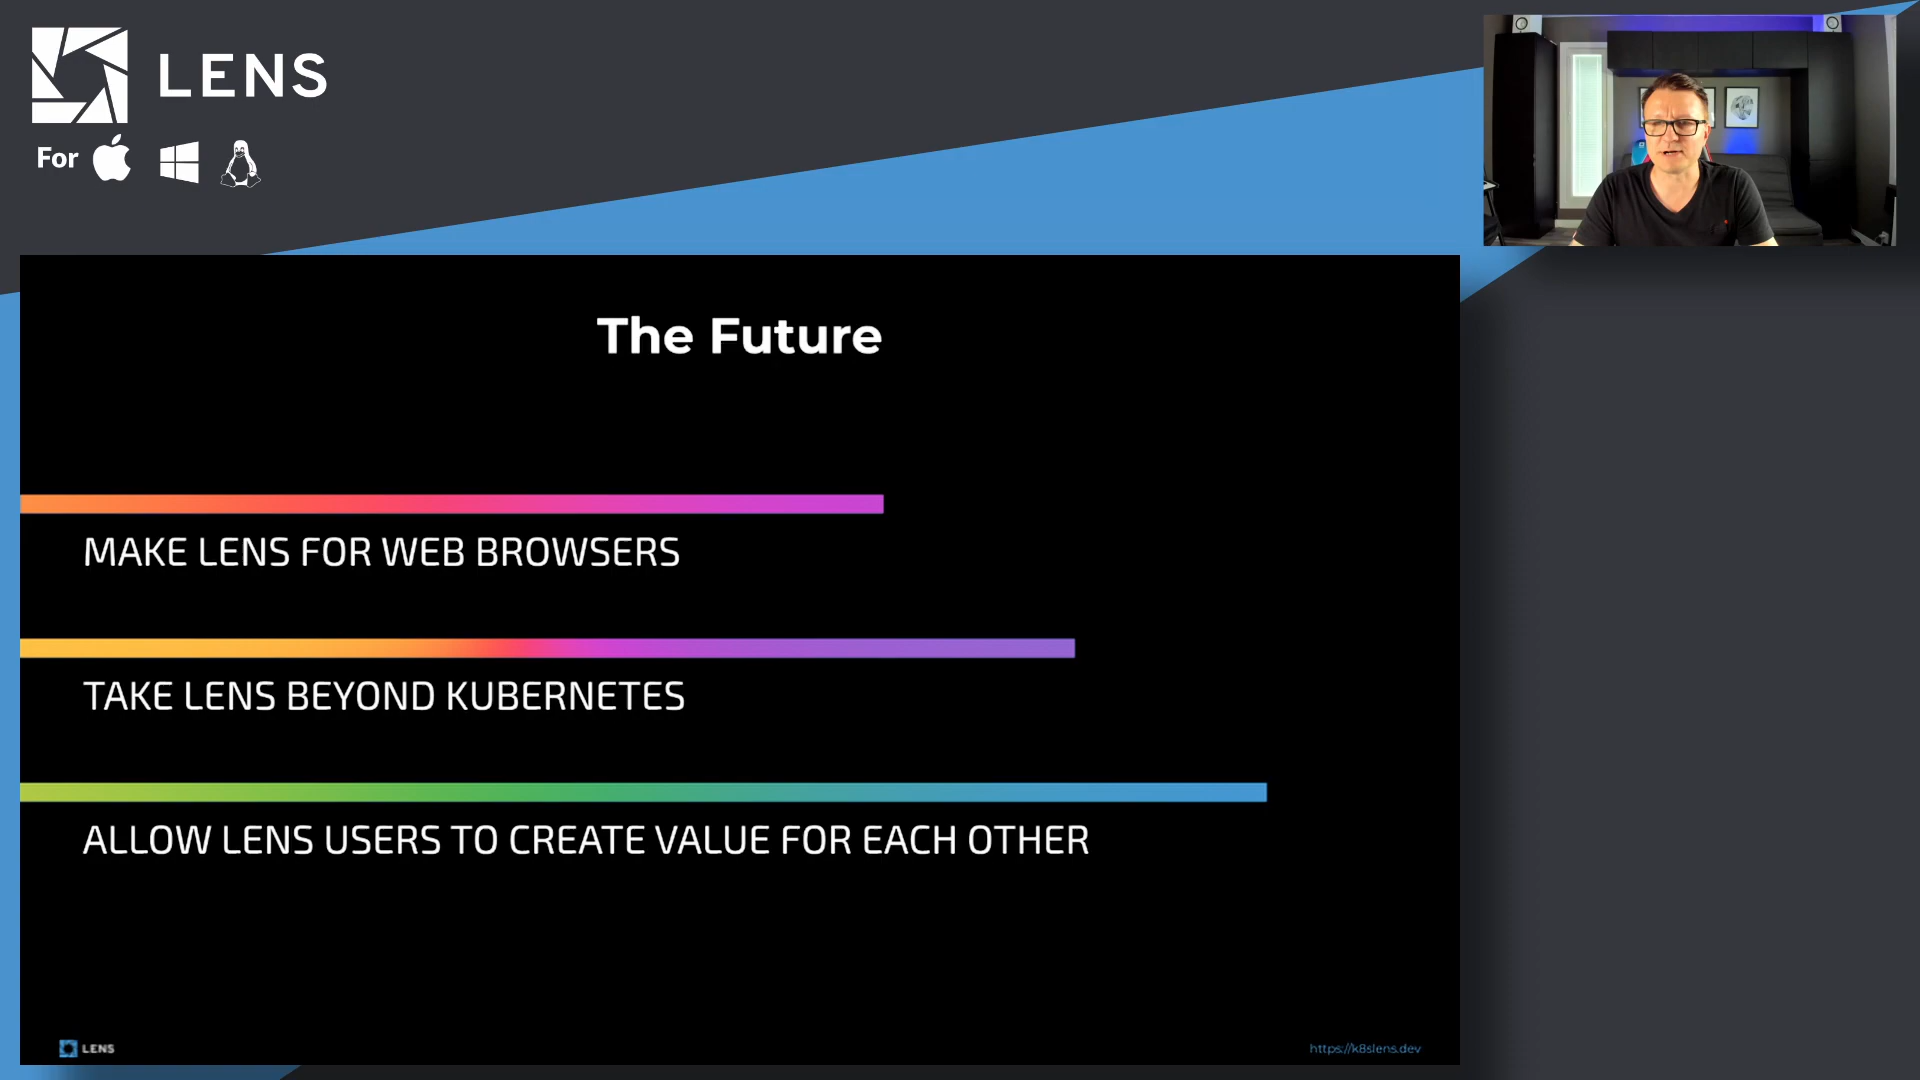 LENS
For
The Future
MAKE LENS FOR WEB BROWSERS
TAKE LENS BEYOND KUBERNETES
ALLOW LENS USERS TO CREATE VALUE FOR EACH OTHER
LENS
https://k8slens.dev